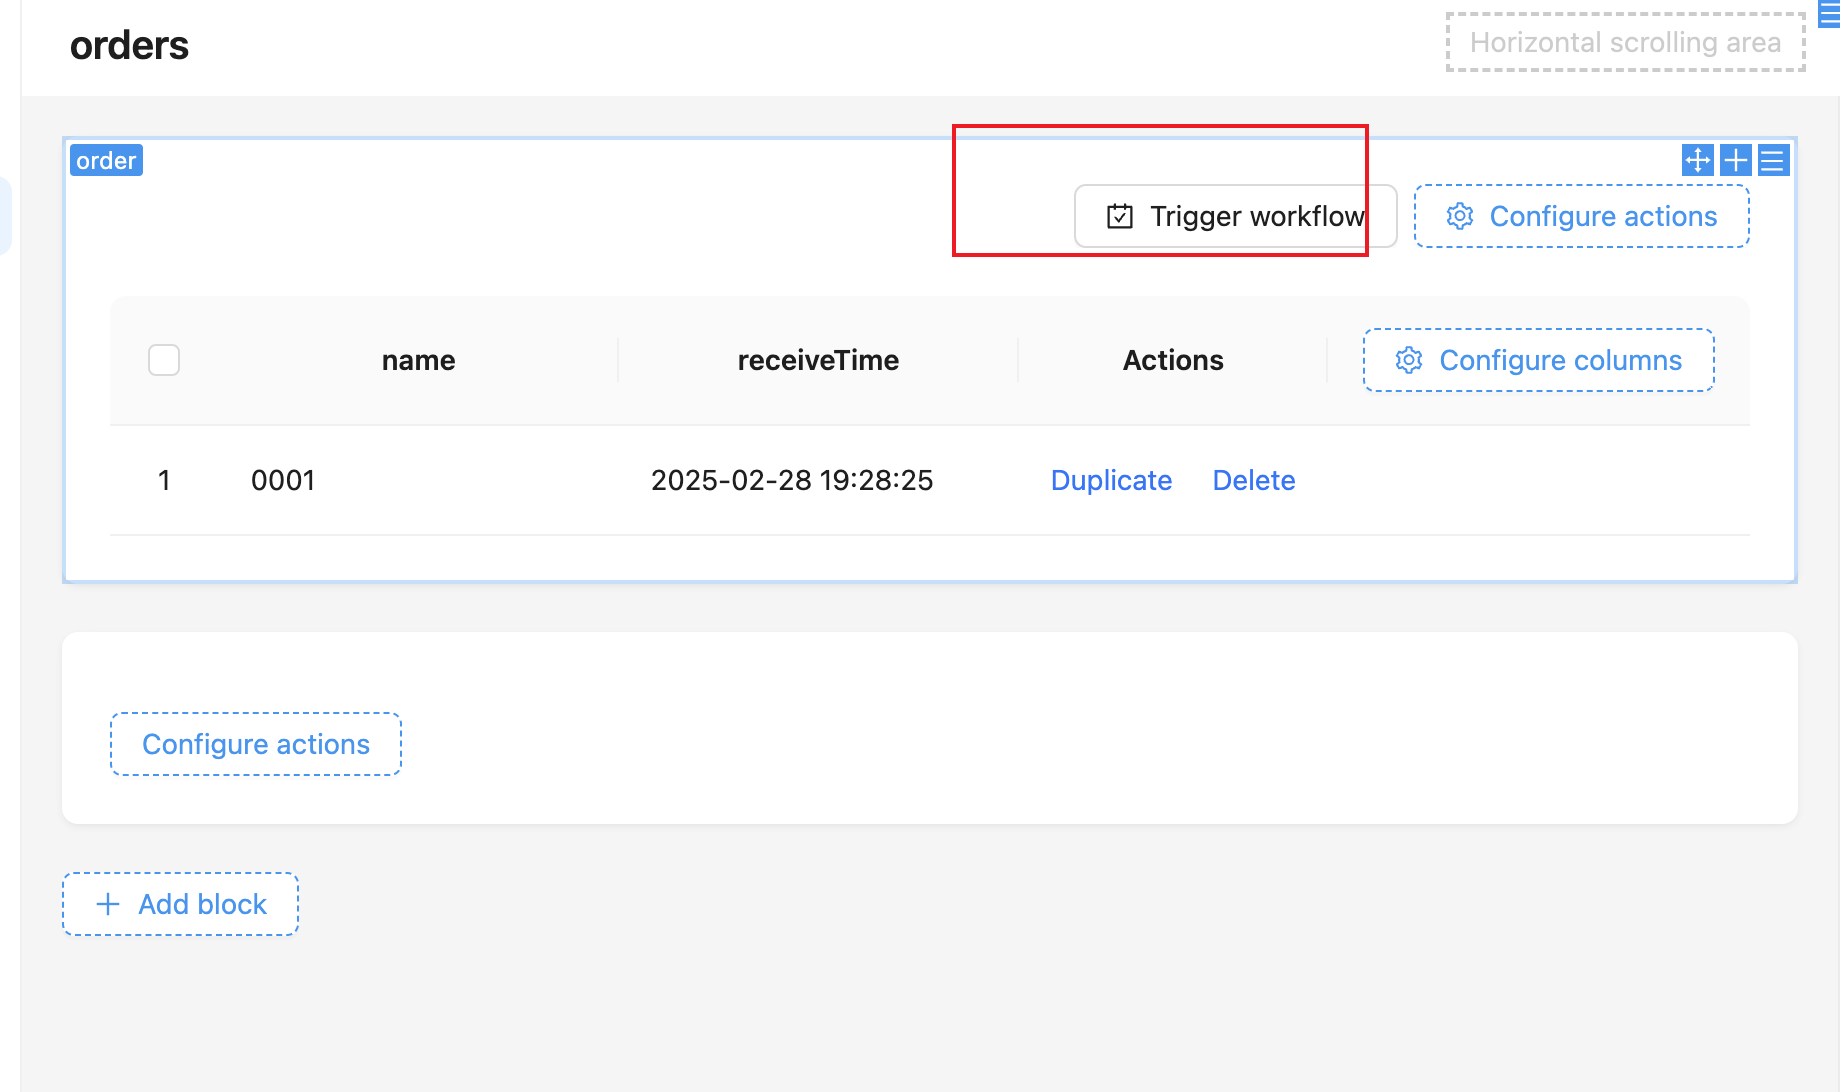 orders
Horizontal scrolling area
order
Trigger workflow
Configure actions
name
receiveTime
Actions
Configure columns
1
0001
2025-02-28 19:28:25
Duplicate
Delete
Configure actions
Add block